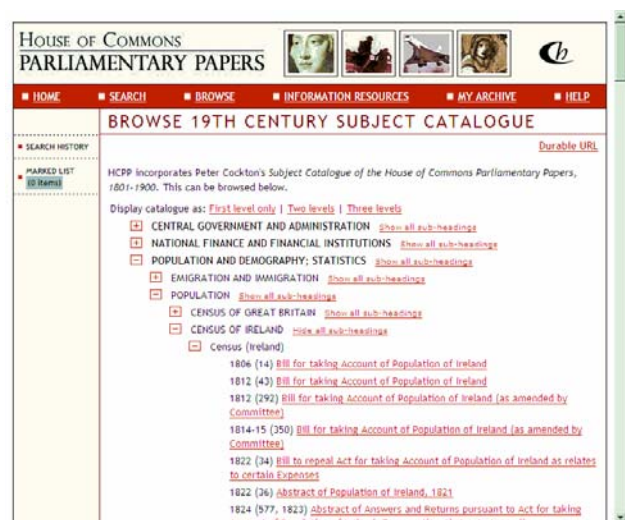 HOUSE OF COMMONS
PARLIAMENTARY PAPERS
HOME SEARCH BROWSE INFORMATION RESOURCES MY ARCHIVE HELP
BROWSE 19TH CENTURY SUBJECT CATALOGUE
SEARCH HISTORY
MARKED LIST
(0 items)
Durable URL
HCPP incorporates Peter Cockton's Subject Catalogue of the House of Commons Parliamentary Papers,
1801-1900. This can be browsed below.
Display catalogue as: First level only | Two levels | Three levels
CENTRAL GOVERNMENT AND ADMINISTRATION Show all sub-headings
NATIONAL FINANCE AND FINANCIAL INSTITUTIONS Show all sub-headings
POPULATION AND DEMOGRAPHY; STATISTICS Show all sub-headings
EMIGRATION AND IMMIGRATION Show all sub-headings
POPULATION Show all sub-headings
CENSUS OF GREAT BRITAIN Show all sub-headings
CENSUS OF IRELAND Hide all sub-headings
Census (Ireland)
1806 (14) Bill for taking Account of Population of Ireland
1812 (43) Bill for taking Account of Population of Ireland
1812 (292) Bill for taking Account of Population of Ireland (as amended by
Committee)
1814-15 (350) Bill for taking Account of Population of Ireland (as amended by
Committee)
1822 (34) Bill to repeal Act for taking Account of Population of Ireland as relates
to certain Expenses
1822 (36) Abstract of Population of Ireland, 1821
1824 (577, 1823) Abstract of Answers and Returns pursuant to Act for taking